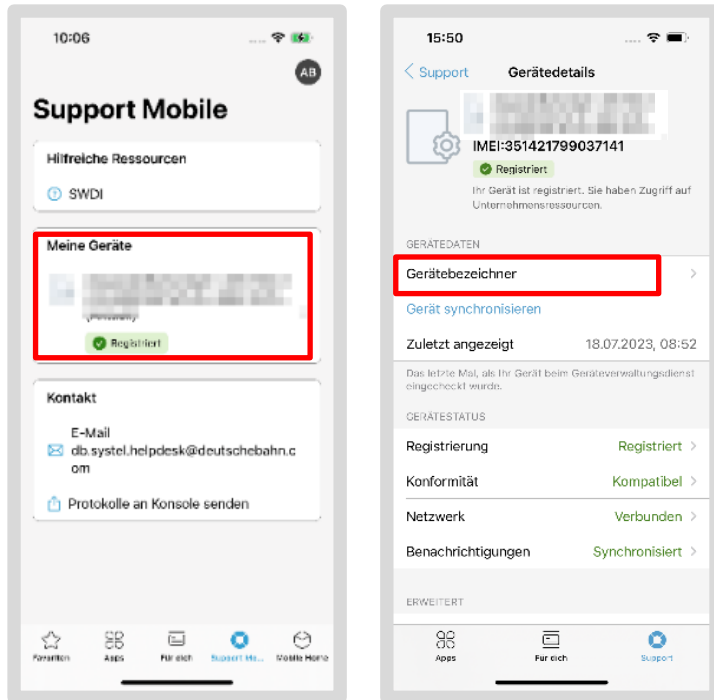 10:06
AB
Support Mobile
Hilfreiche Ressourcen
SWDI
Meine Geräte
Registriert
Kontakt
E-Mail
db.systel.helpdesk@deutschebahn.c
om
Protokolle an Konsole senden
Favoriten
Apps
Für dich
Support Me...
Mobile Home
15:50
Support
Gerätedetails
IMEI:351421799037141
Registriert
Ihr Gerät ist registriert. Sie haben Zugriff auf
Unternehmensressourcen.
GERÄTEDATEN
Gerätebezeichner
Gerät synchronisieren
Zuletzt angezeigt 18.07.2023, 08:52
Das letzte Mal, als Ihr Gerät beim Geräteverwaltungsdienst
eingecheckt wurde.
GERÄTESTATUS
Registrierung Registriert
Konformität Kompatibel
Netzwerk Verbunden
Benachrichtigungen Synchronisiert
ERWEITERT
Apps
Für dich
Support